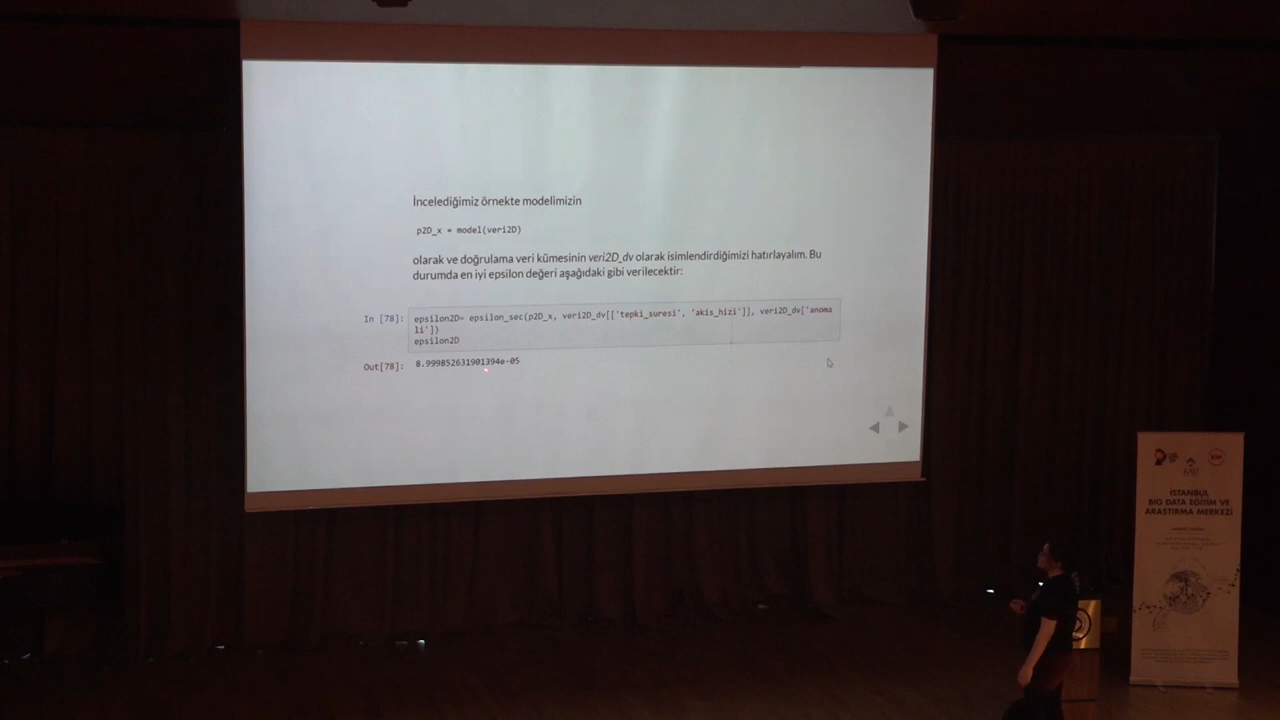 İncelediğimiz örnekte modelimizin
p2D_x = model(veri2D)
olarak ve doğrulama veri kümesinin veri2D_dv olarak isimlendirdiğimizi hatırlayalım. Bu
durumda en iyi epsilon değeri aşağıdaki gibi verilecektir:
In [78]: epsilon2D= epsilon_sec(p2D_x, veri2D_dv[['tepki_suresi', 'akis_hizi']], veri2D_dv['anoma
li'])
epsilon2D
Out[78]: 8.999852631901394e-05
İSTANBUL
BIG DATA EĞİTİM VE
ARAŞTIRMA MERKEZİ